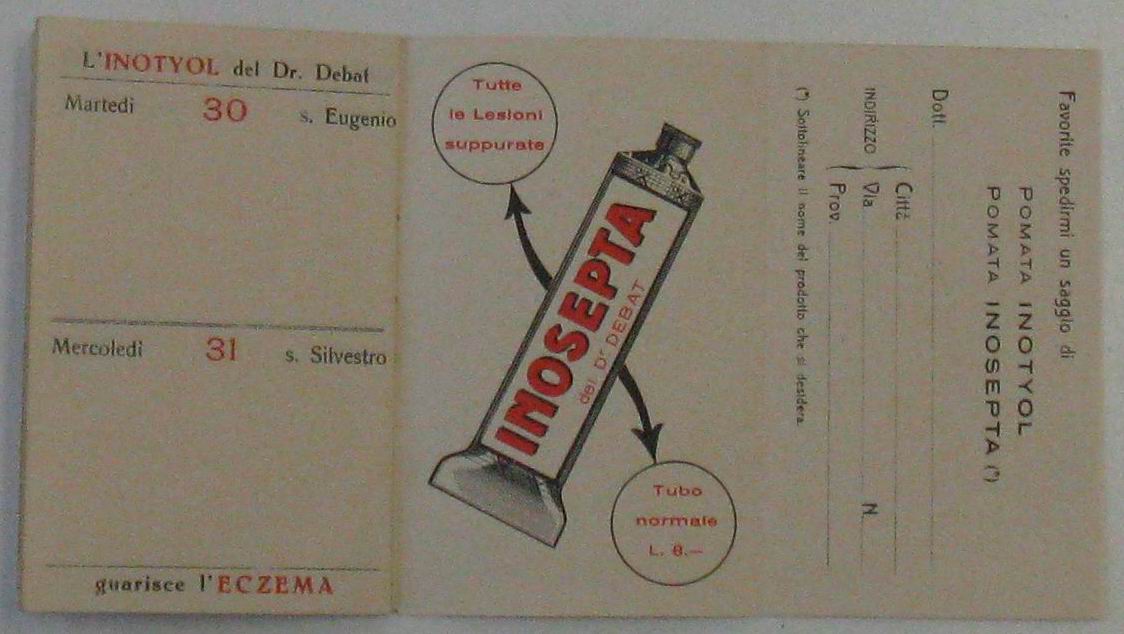 L'INOTYOL del Dr. Debat
Martedì 30 s. Eugenio
Mercoledì 31 s. Silvestro
guarisce l'ECZEMA
Tutte
le Lesioni
suppurate
INOSEPTA
del Dr DEBAT
Tubo
normale
L. 8.—
Favorite spedirmi un saggio di
POMATA INOTYOL
POMATA INOSEPTA (*)
Dott.
Città
INDIRIZZO Via N.
Prov.
(*) Sottolineare il nome del prodotto che si desidera